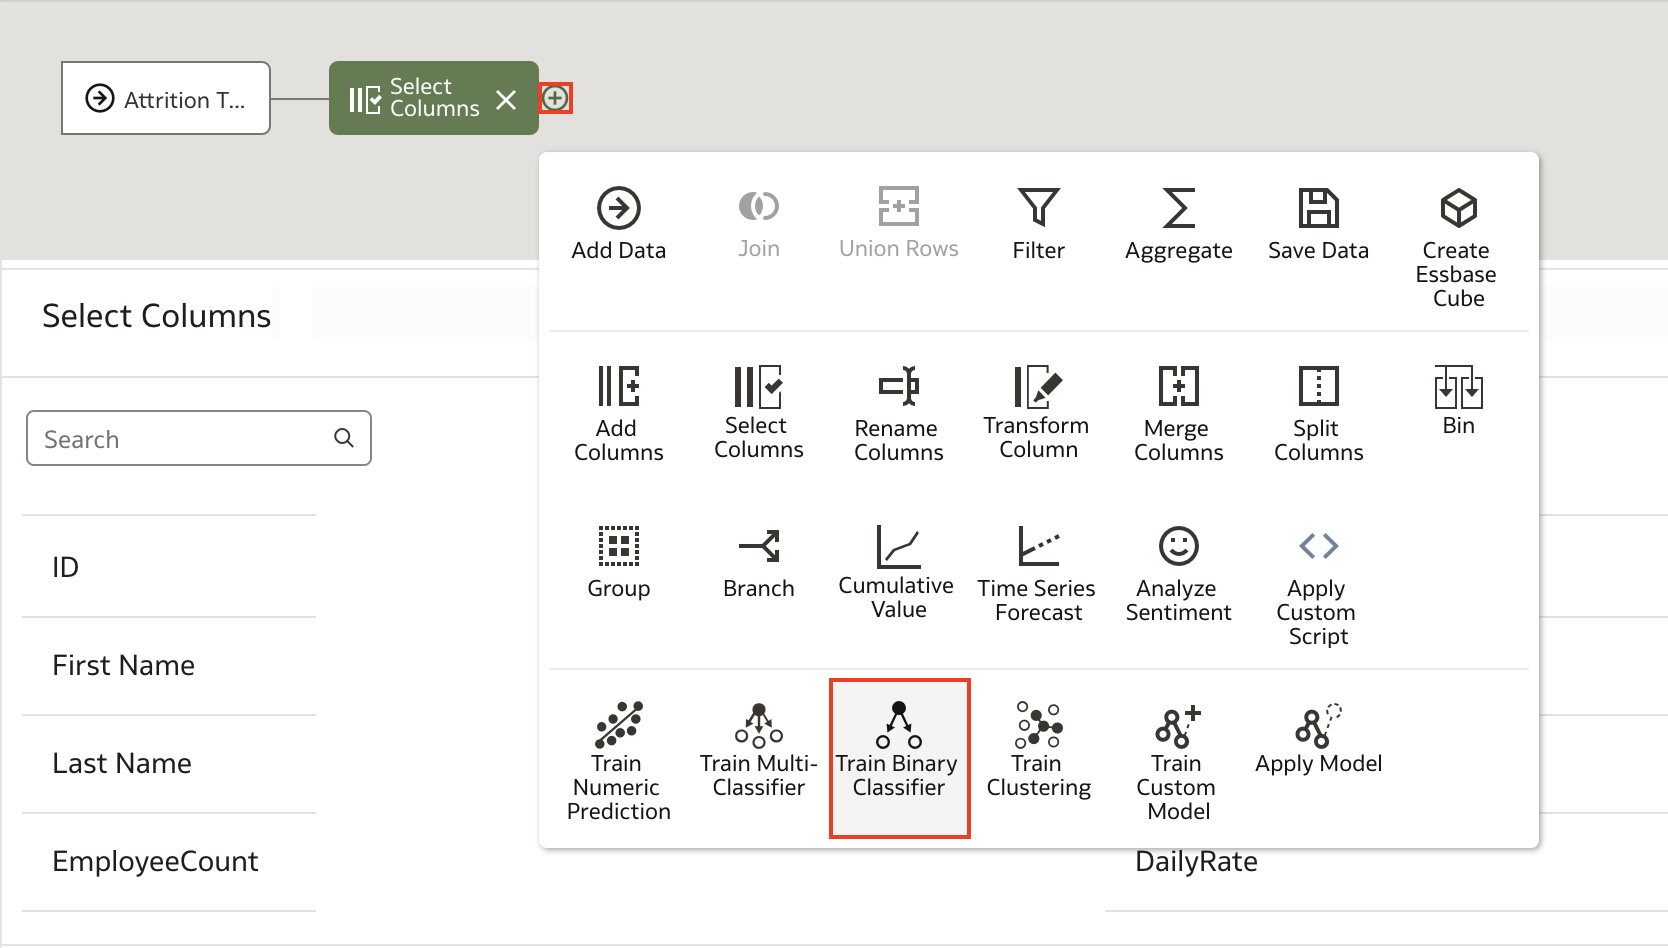 Attrition T...
Select
Columns
Add Data
Join
Union Rows
Filter
Aggregate
Save Data
Create
Essbase
Cube
Select Columns
Add
Columns
Select
Columns
Rename
Columns
Transform
Column
Merge
Columns
Split
Columns
Bin
Search
Group
Branch
Cumulative
Value
Time Series
Forecast
Analyze
Sentiment
Apply
Custom
Script
ID
First Name
Last Name
Train
Numeric
Prediction
Train Multi-
Classifier
Train Binary
Classifier
Train
Clustering
Train
Custom
Model
Apply Model
EmployeeCount
DailyRate